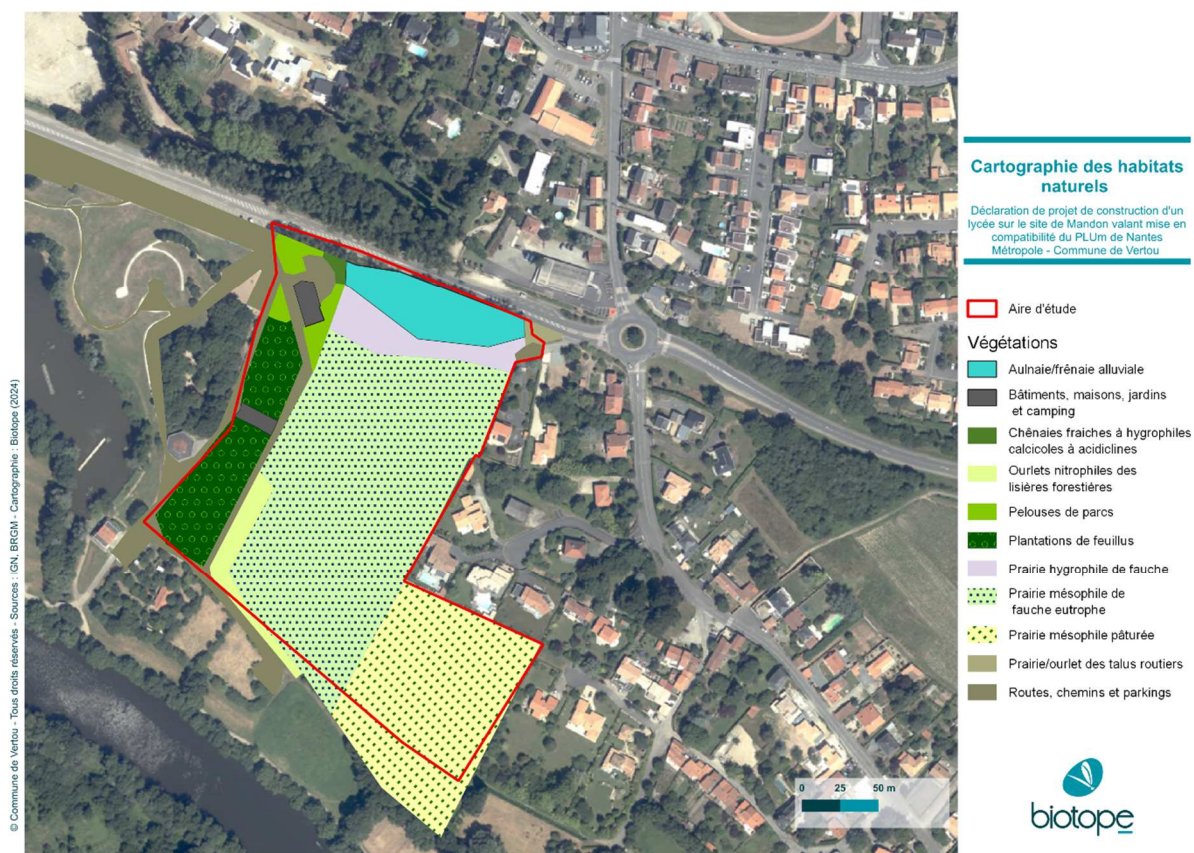 Cartographie des habitats
naturels
Déclaration de projet de construction d'un
lycée sur le site de Mandon valant mise en
compatibilité du PLUm de Nantes
Métropole - Commune de Vertou
Aire d'étude
Végétations
Aulnaie/frênaie alluviale
Bâtiments, maisons, jardins
et camping
Chênaies fraiches à hygrophiles
calcicoles à acidiclines
Ourlets nitrophiles des
lisières forestières
Pelouses de parcs
Plantations de feuillus
Prairie hygrophile de fauche
Prairie mésophile de
fauche eutrophe
Prairie mésophile pâturée
Prairie/ourlet des talus routiers
Routes, chemins et parkings
0 25 50 m
biotope
© Commune de Vertou - Tous droits réservés - Sources : IGN, BRGM - Cartographie : Biotope (2024)